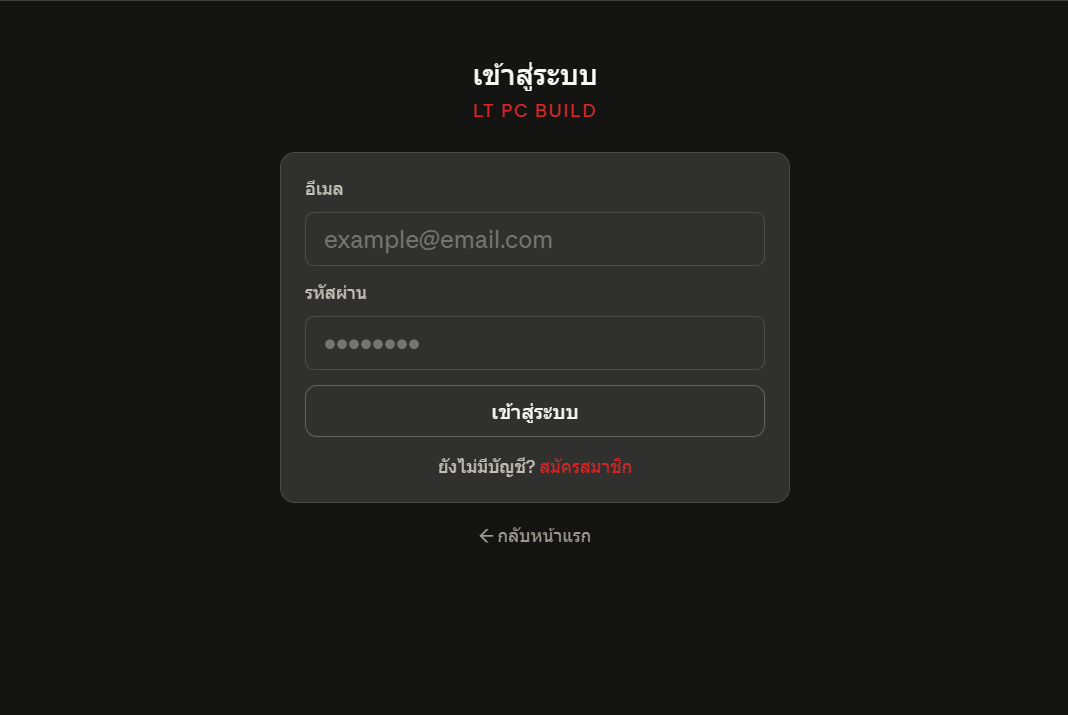 เข้าสู่ระบบ
LT PC BUILD
อีเมล
example@email.com
รหัสผ่าน
●●●●●●●●
เข้าสู่ระบบ
ยังไม่มีบัญชี? สมัครสมาชิก
← กลับหน้าแรก